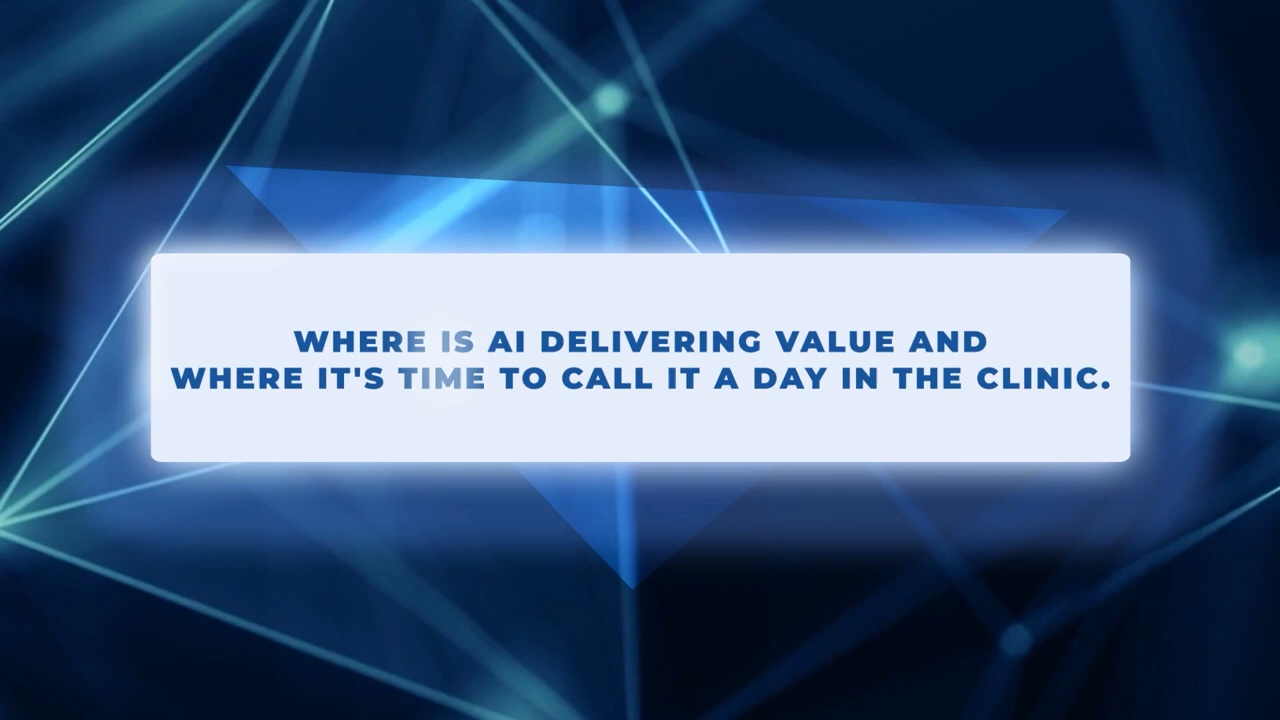 WHERE IS AI DELIVERING VALUE AND
WHERE IT'S TIME TO CALL IT A DAY IN THE CLINIC.